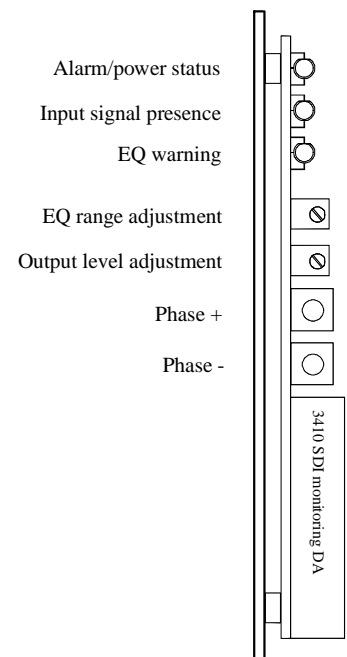 Alarm/power status
Input signal presence
EQ warning
EQ range adjustment
Output level adjustment
Phase +
Phase -
3410 SDI monitoring DA